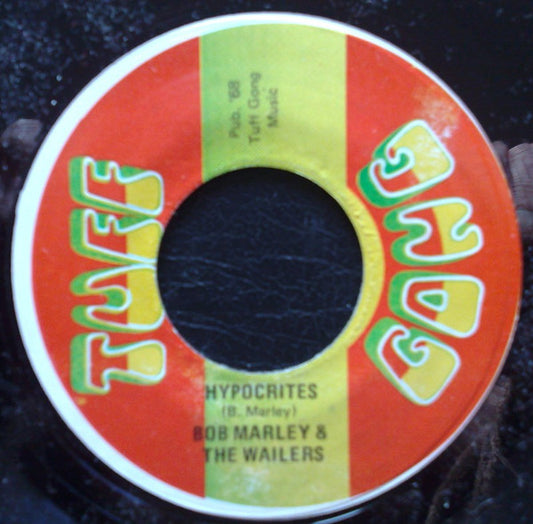 TUFF
GONG
Pub. '68
Tuff Gong
Music
HYPOCRITES
(B. Marley)
BOB MARLEY &
THE WAILERS